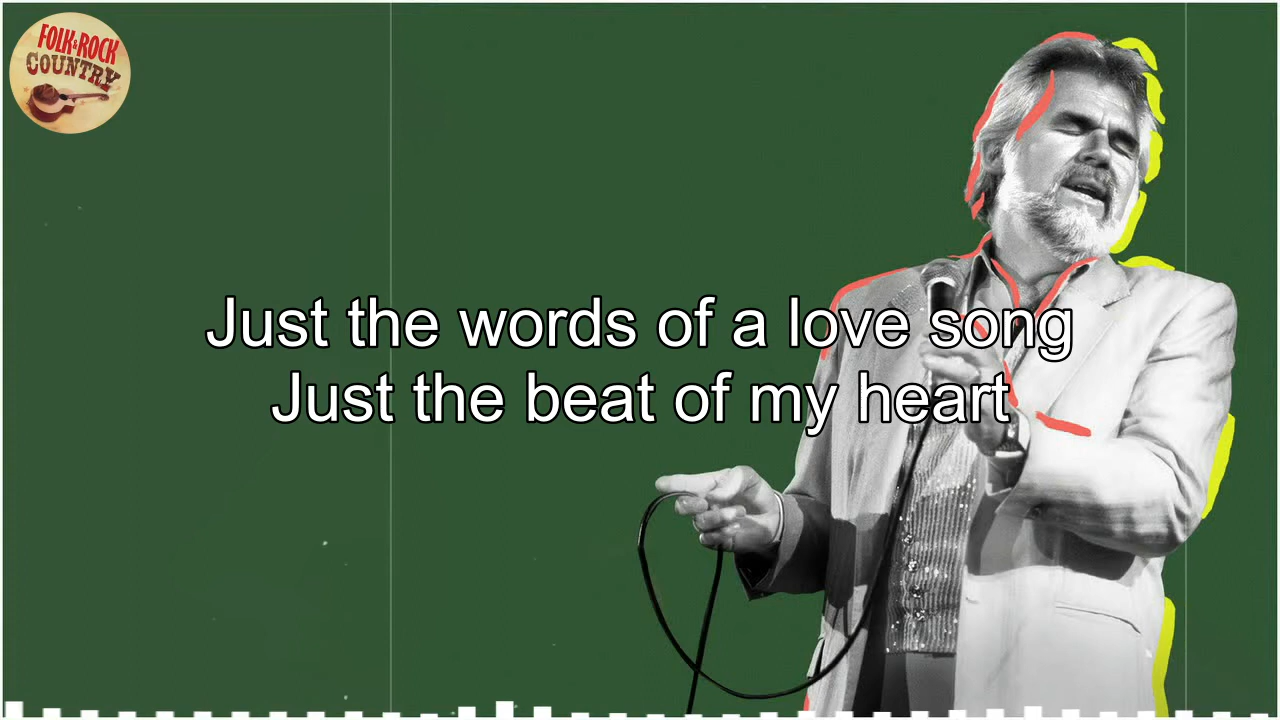 FOLK & ROCK
COUNTRY
Just the words of a love song
Just the beat of my heart